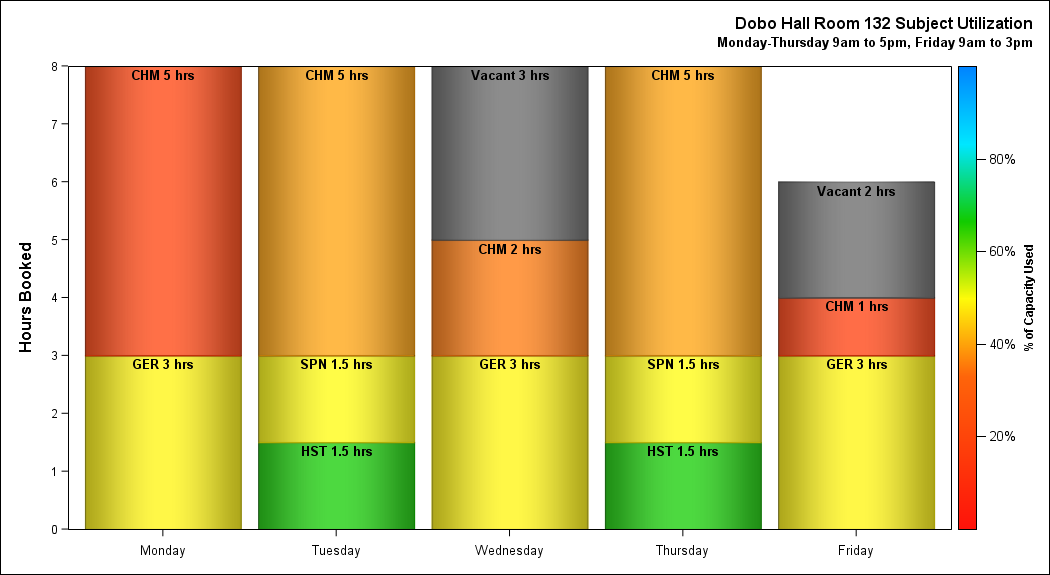 Dobo Hall Room 132 Subject Utilization
Monday-Thursday 9am to 5pm, Friday 9am to 3pm
Hours Booked
8
7
6
5
4
3
2
1
0
CHM 5 hrs
GER 3 hrs
CHM 5 hrs
SPN 1.5 hrs
HST 1.5 hrs
Vacant 3 hrs
CHM 2 hrs
GER 3 hrs
CHM 5 hrs
SPN 1.5 hrs
HST 1.5 hrs
Vacant 2 hrs
CHM 1 hrs
GER 3 hrs
Monday
Tuesday
Wednesday
Thursday
Friday
80%
60%
40%
20%
% of Capacity Used